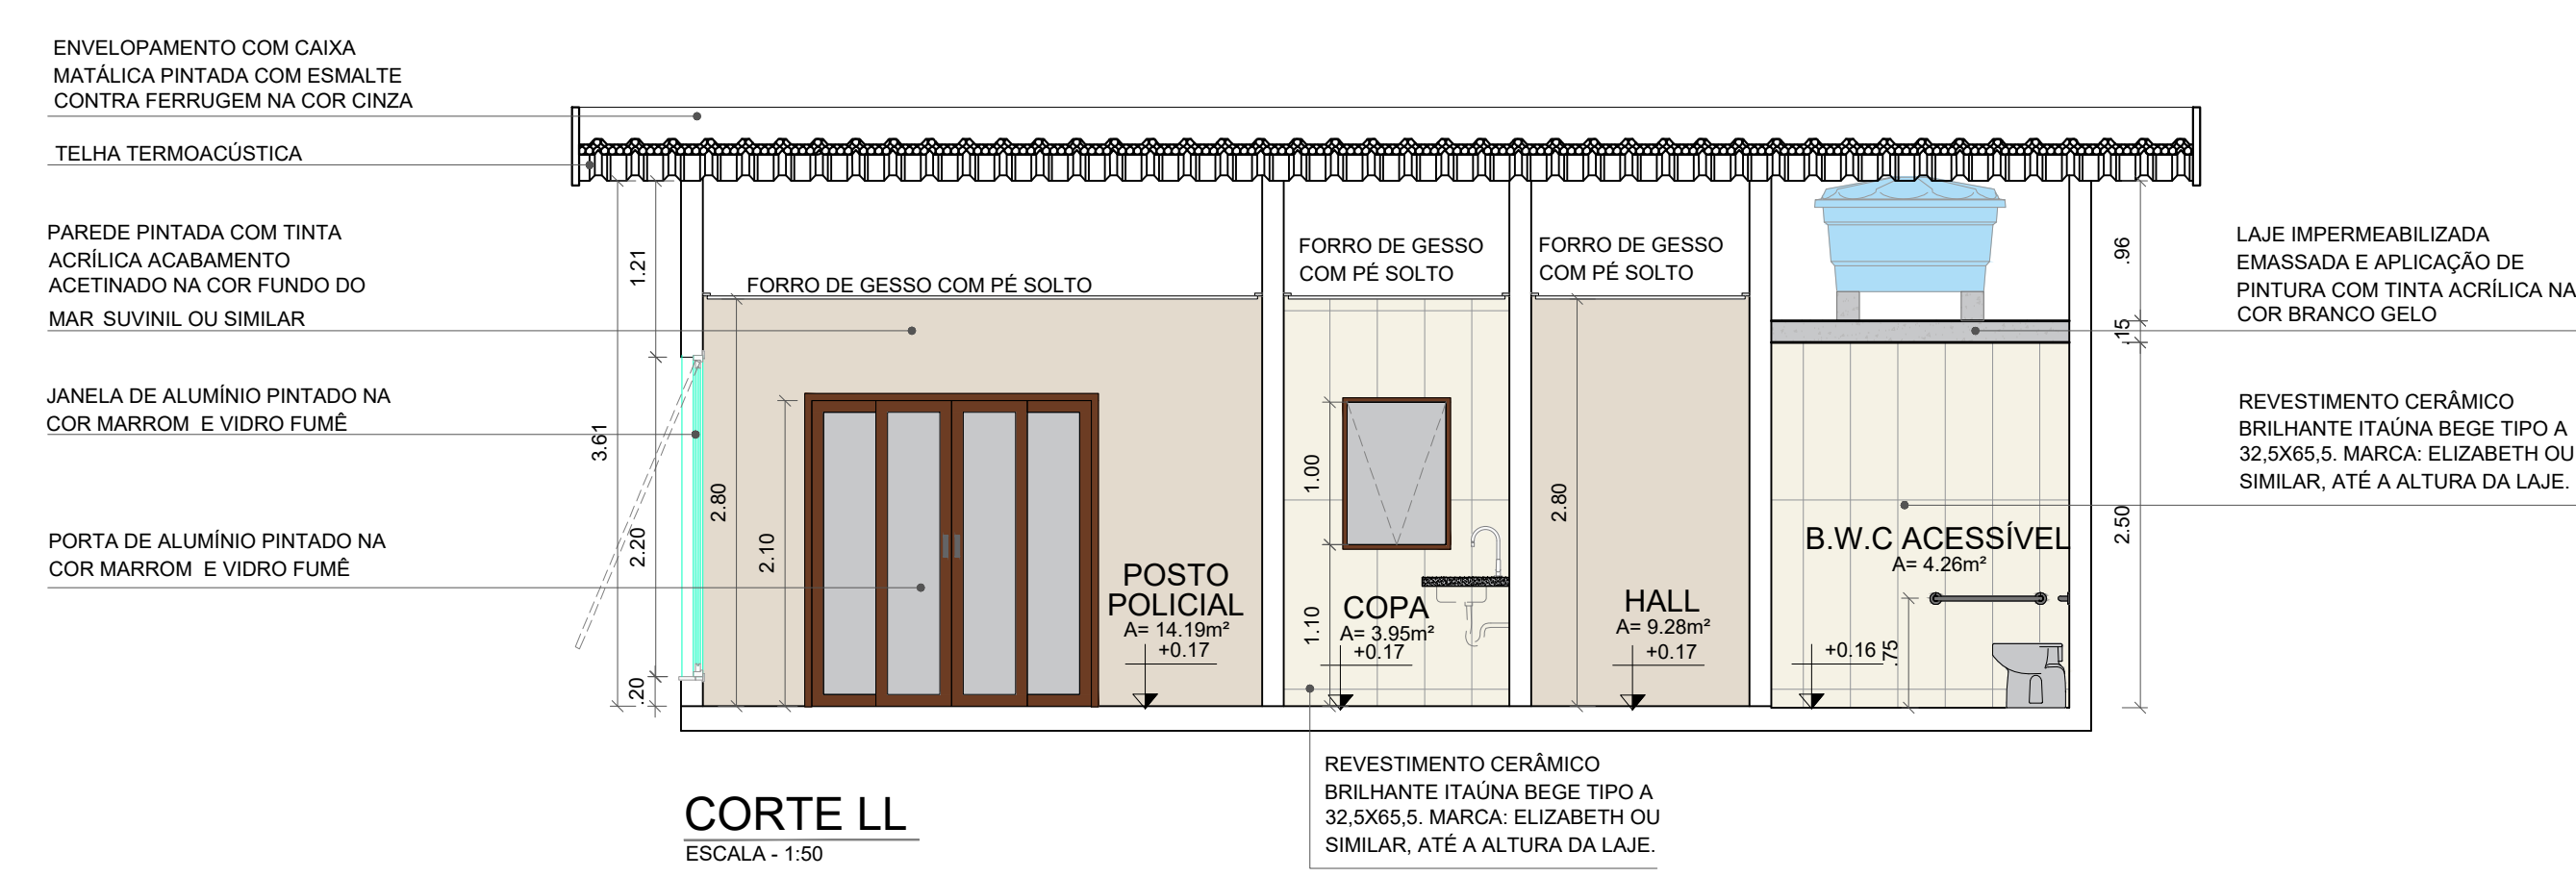 ENVELOPAMENTO COM CAIXA
MATÁLICA PINTADA COM ESMALTE
CONTRA FERRUGEM NA COR CINZA
TELHA TERMOACÚSTICA
PAREDE PINTADA COM TINTA
ACRÍLICA ACABAMENTO
ACETINADO NA COR FUNDO DO
MAR SUVINIL OU SIMILAR
JANELA DE ALUMÍNIO PINTADO NA
COR MARROM E VIDRO FUMÊ
PORTA DE ALUMÍNIO PINTADO NA
COR MARROM E VIDRO FUMÊ
3.61
1.21
2.20
.20
2.80
2.10
FORRO DE GESSO COM PÉ SOLTO
POSTO
POLICIAL
A= 14.19m²
+0.17
FORRO DE GESSO
COM PÉ SOLTO
1.00
1.10
COPA
A= 3.95m²
+0.17
FORRO DE GESSO
COM PÉ SOLTO
2.80
HALL
A= 9.28m²
+0.17
B.W.C ACESSÍVEL
A= 4.26m²
+0.16
.75
.96
.15
2.50
LAJE IMPERMEABILIZADA
EMASSADA E APLICAÇÃO DE
PINTURA COM TINTA ACRÍLICA NA
COR BRANCO GELO
REVESTIMENTO CERÂMICO
BRILHANTE ITAÚNA BEGE TIPO A
32,5X65,5. MARCA: ELIZABETH OU
SIMILAR, ATÉ A ALTURA DA LAJE.
REVESTIMENTO CERÂMICO
BRILHANTE ITAÚNA BEGE TIPO A
32,5X65,5. MARCA: ELIZABETH OU
SIMILAR, ATÉ A ALTURA DA LAJE.
CORTE LL
ESCALA - 1:50